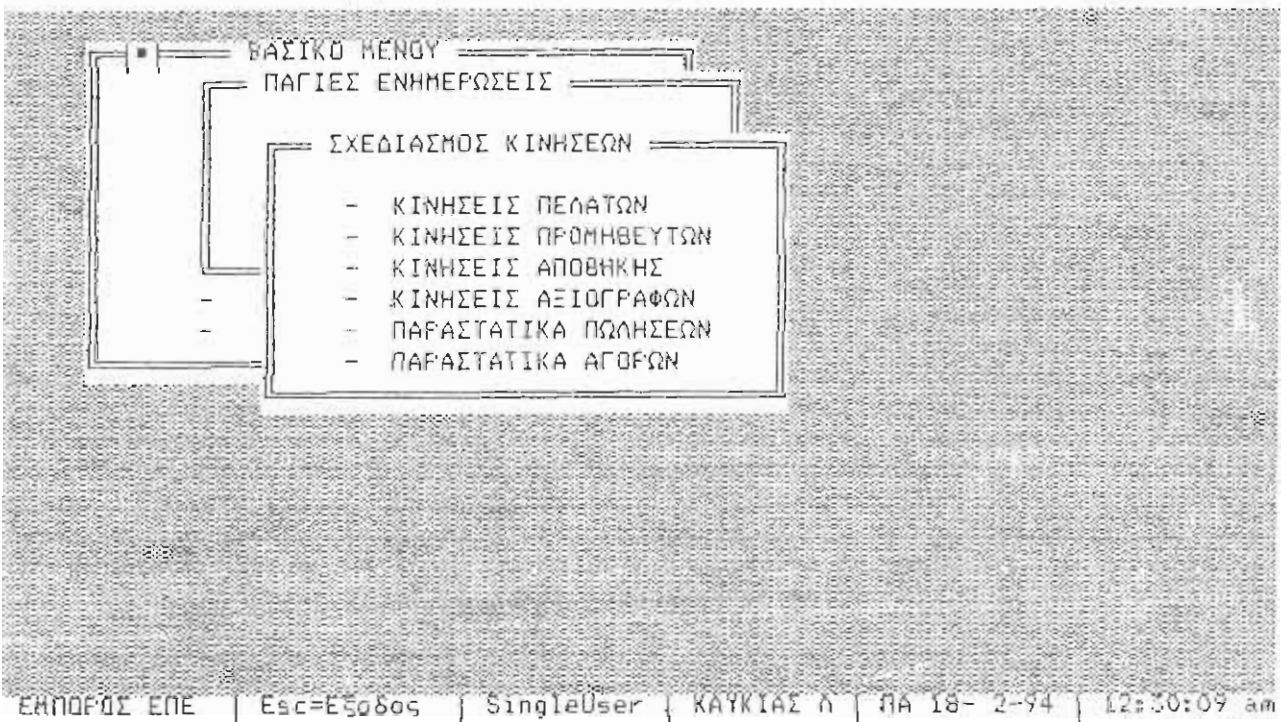 ΒΑΣΙΚΟ ΜΕΝΟΥ
ΠΑΓΙΕΣ ΕΝΗΜΕΡΩΣΕΙΣ
ΣΧΕΔΙΑΣΜΟΣ ΚΙΝΗΣΕΩΝ
- ΚΙΝΗΣΕΙΣ ΠΕΛΑΤΩΝ
- ΚΙΝΗΣΕΙΣ ΠΡΟΜΗΘΕΥΤΩΝ
- ΚΙΝΗΣΕΙΣ ΑΠΟΘΗΚΗΣ
- ΚΙΝΗΣΕΙΣ ΑΞΙΟΓΡΑΦΩΝ
- ΠΑΡΑΣΤΑΤΙΚΑ ΠΩΛΗΣΕΩΝ
- ΠΑΡΑΣΤΑΤΙΚΑ ΑΓΟΡΩΝ
ΕΜΠΟΡΟΣ ΕΠΕ | Esc=Εξοδος | SingleUser | ΚΑΥΚΙΑΣ Λ | ΠΑ 18- 2-94 | 12:30:09 am